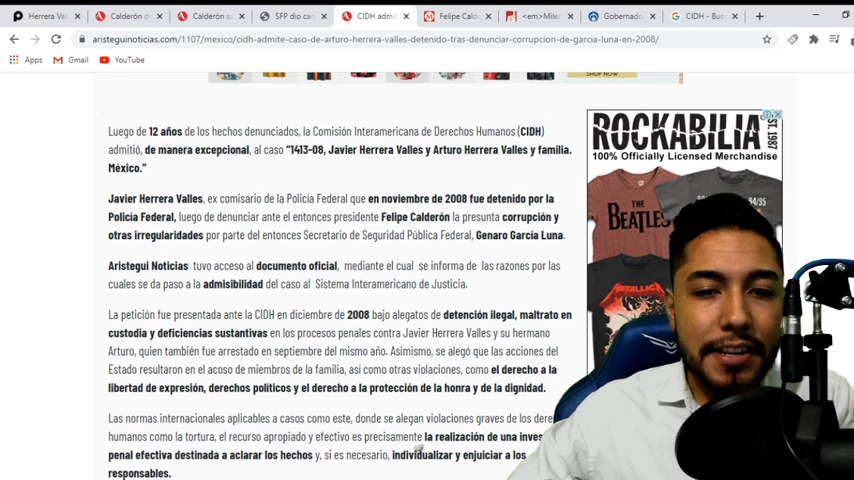 Herrera Valles
Calderón d
Calderón su
SFP dio can
CIDH admi
Felipe Cald
<em>Miler
Gobernado
CIDH - Bus
aristeguinoticias.com/1107/mexico/cidh-admite-caso-de-arturo-herrera-valles-detenido-tras-denunciar-corrupcion-de-garcia-luna-en-2008/
Apps Gmail YouTube
SHOP NOW
Luego de 12 años de los hechos denunciados, la Comisión Interamericana de Derechos Humanos (CIDH)
admitió, de manera excepcional, al caso “1413-08, Javier Herrera Valles y Arturo Herrera Valles y familia.
México.”
Javier Herrera Valles, ex comisario de la Policía Federal que en noviembre de 2008 fue detenido por la
Policía Federal, luego de denunciar ante el entonces presidente Felipe Calderón la presunta corrupción y
otras irregularidades por parte del entonces Secretario de Seguridad Pública Federal, Genaro García Luna.
Aristegui Noticias tuvo acceso al documento oficial, mediante el cual se informa de las razones por las
cuales se da paso a la admisibilidad del caso al Sistema Interamericano de Justicia.
La petición fue presentada ante la CIDH en diciembre de 2008 bajo alegatos de detención ilegal, maltrato en
custodia y deficiencias sustantivas en los procesos penales contra Javier Herrera Valles y su hermano
Arturo, quien también fue arrestado en septiembre del mismo año. Asimismo, se alegó que las acciones del
Estado resultaron en el acoso de miembros de la familia, así como otras violaciones, como el derecho a la
libertad de expresión, derechos políticos y el derecho a la protección de la honra y de la dignidad.
Las normas internacionales aplicables a casos como este, donde se alegan violaciones graves de los dere
humanos como la tortura, el recurso apropiado y efectivo es precisamente la realización de una inves
penal efectiva destinada a aclarar los hechos y, si es necesario, individualizar y enjuiciar a los
responsables.
ROCKABILIA
EST. 1987
100% Officially Licensed Merchandise
THE
BEATLES
84/95
METALLICA